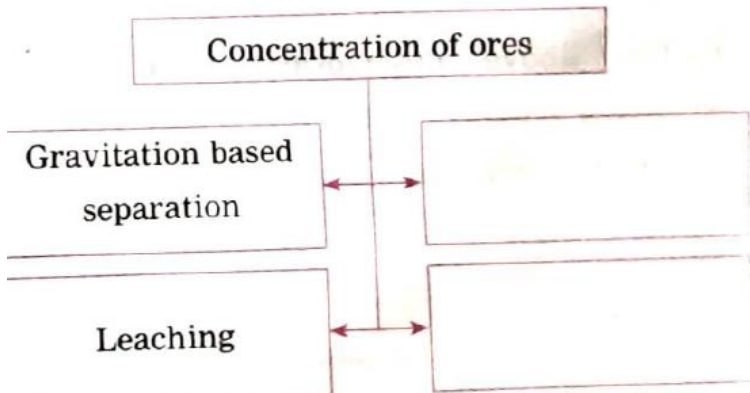 Concentration of ores
Gravitation based
separation
Leaching